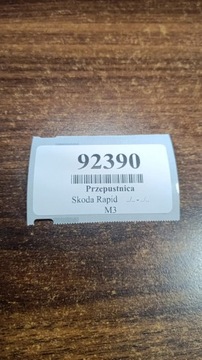 92390
Przepustnica
Skoda Rapid
M3